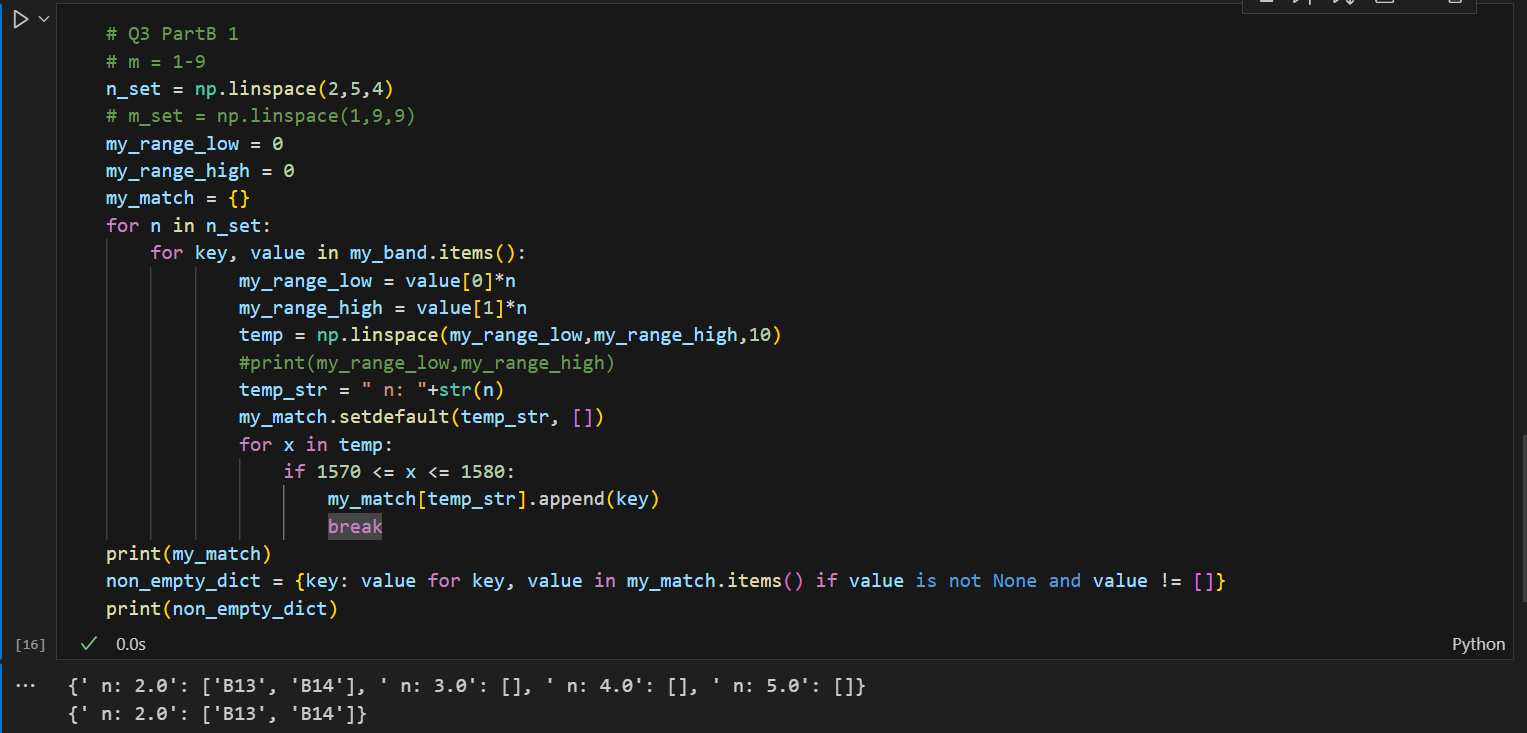 # Q3 PartB 1
# m = 1-9
n_set = np.linspace(2,5,4)
# m_set = np.linspace(1,9,9)
my_range_low = 0
my_range_high = 0
my_match = {}
for n in n_set:
    for key, value in my_band.items():
            my_range_low = value[0]*n
            my_range_high = value[1]*n
            temp = np.linspace(my_range_low,my_range_high,10)
            #print(my_range_low,my_range_high)
            temp_str = " n: "+str(n)
            my_match.setdefault(temp_str, [])
            for x in temp:
                if 1570 <= x <= 1580:
                    my_match[temp_str].append(key)
                    break
print(my_match)
non_empty_dict = {key: value for key, value in my_match.items() if value is not None and value != []}
print(non_empty_dict)
[16] 0.0s Python
{' n: 2.0': ['B13', 'B14'], ' n: 3.0': [], ' n: 4.0': [], ' n: 5.0': []}
{' n: 2.0': ['B13', 'B14']}